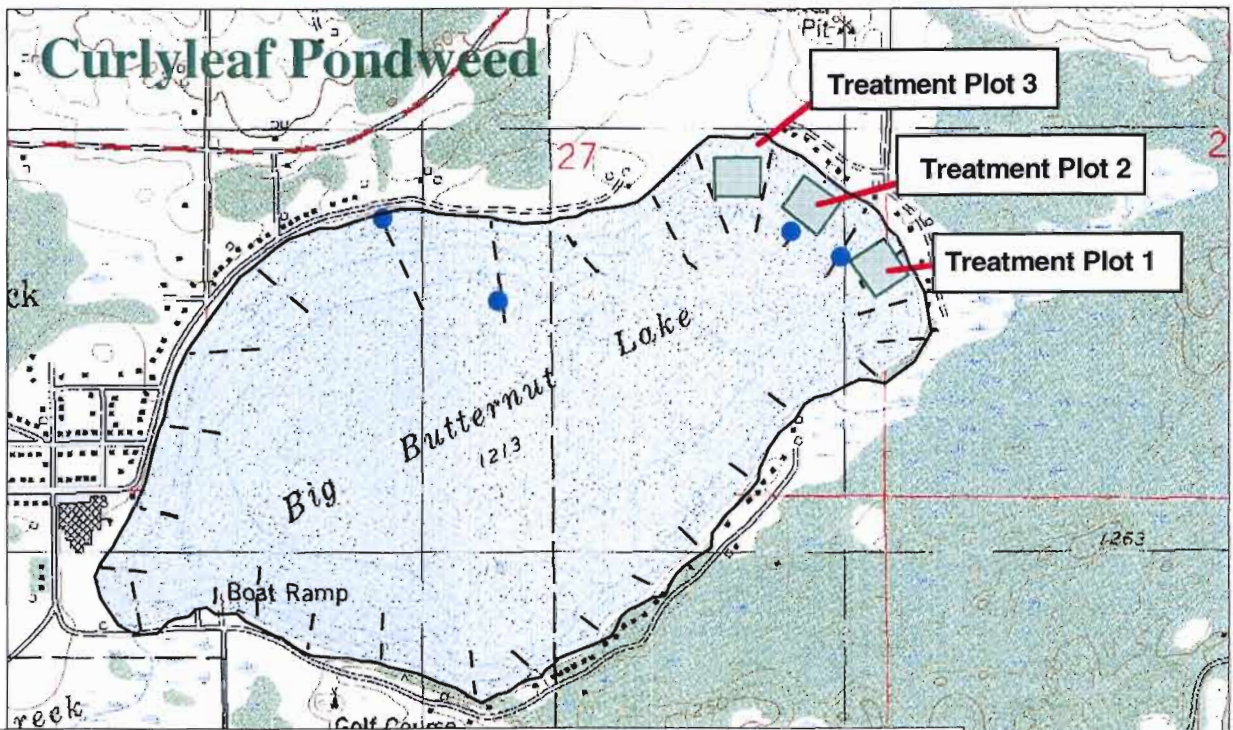 Curlyleaf Pondweed
Pit
Treatment Plot 3
27
2
Treatment Plot 2
Treatment Plot 1
ck
Lake
Butternut
1213
Big
1263
Boat Ramp
1250
reek
Golf Course